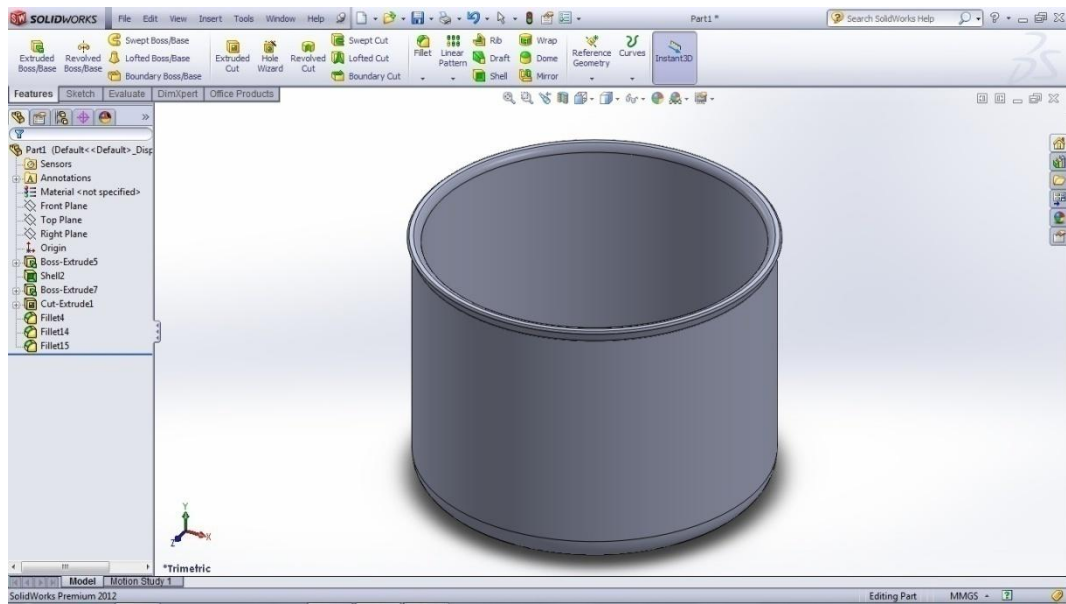 SW SOLIDWORKS File Edit View Insert Tools Window Help Part1 * Search SolidWorks Help
Extruded Boss/Base
Revolved Boss/Base
Swept Boss/Base
Lofted Boss/Base
Boundary Boss/Base
Extruded Cut
Hole Wizard
Revolved Cut
Swept Cut
Lofted Cut
Boundary Cut
Fillet
Linear Pattern
Rib
Draft
Shell
Wrap
Dome
Mirror
Reference Geometry
Curves
Instant3D
Features Sketch Evaluate DimXpert Office Products
Part1 (Default<<Default>_Disp
Sensors
Annotations
Material <not specified>
Front Plane
Top Plane
Right Plane
Origin
Boss-Extrude5
Shell2
Boss-Extrude7
Cut-Extrude1
Fillet4
Fillet14
Fillet15
Y
Z X
*Trimetric
Model Motion Study 1
SolidWorks Premium 2012 Editing Part MMGS